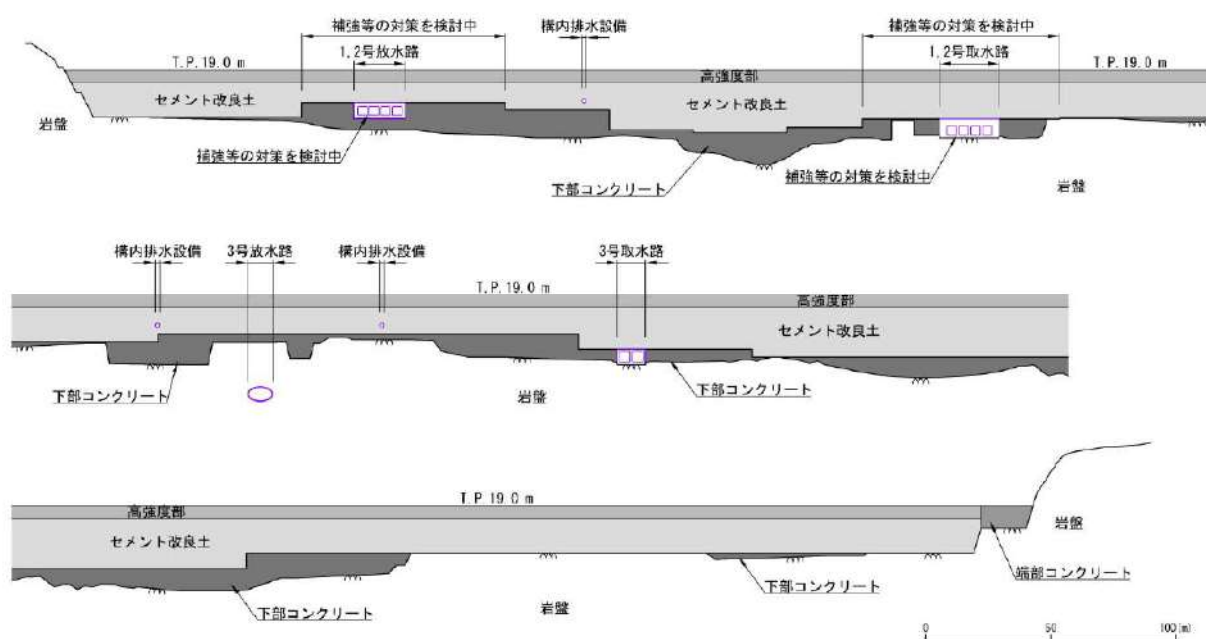 補強等の対策を検討中
構内排水設備
補強等の対策を検討中
1,2号放水路
1,2号取水路
T.P.19.0 m
T.P.19.0 m
高強度部
セメント改良土
セメント改良土
岩盤
補強等の対策を検討中
下部コンクリート
補強等の対策を検討中
岩盤
構内排水設備
3号放水路
構内排水設備
3号取水路
T.P.19.0 m
高強度部
セメント改良土
下部コンクリート
岩盤
下部コンクリート
T.P.19.0 m
高強度部
セメント改良土
岩盤
端部コンクリート
下部コンクリート
下部コンクリート
岩盤
0 50 100(m)